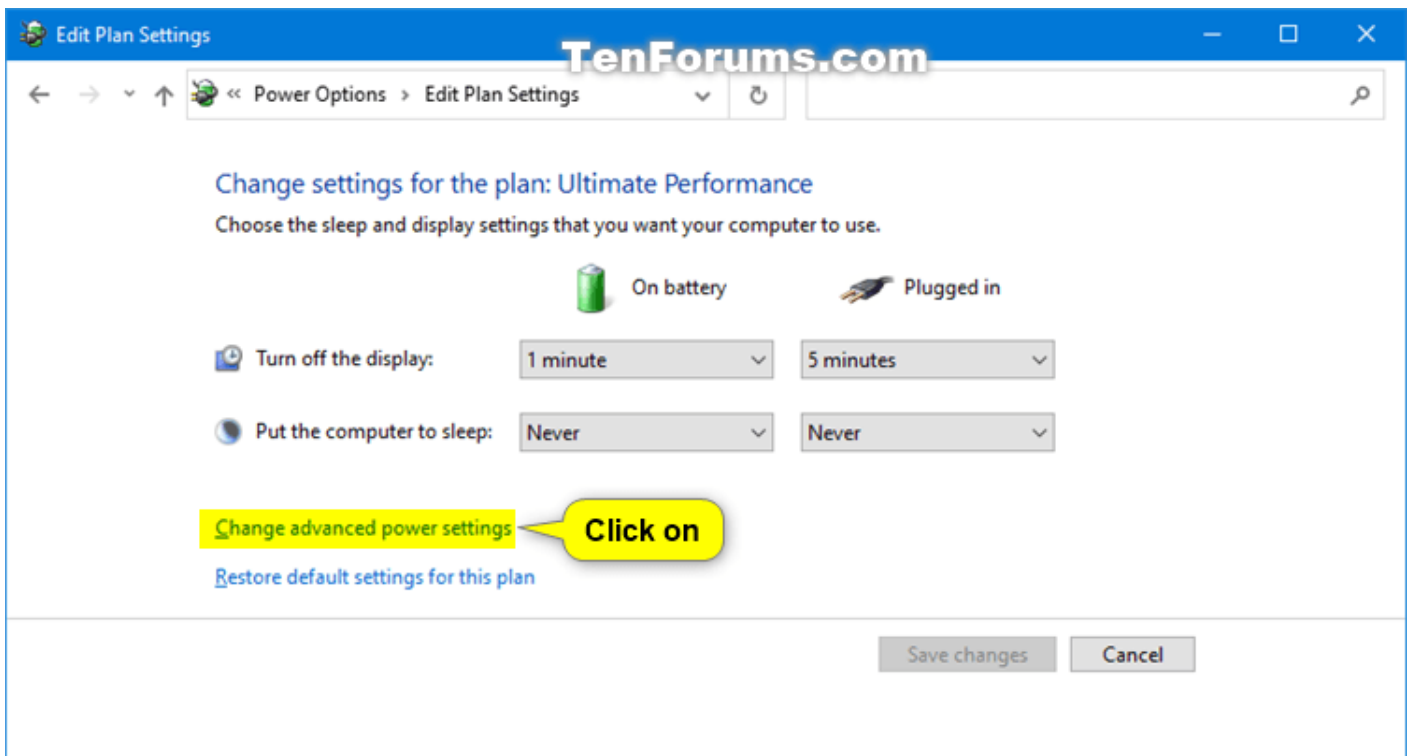 Edit Plan Settings
TenForums.com
« Power Options › Edit Plan Settings
Change settings for the plan: Ultimate Performance
Choose the sleep and display settings that you want your computer to use.
On battery Plugged in
Turn off the display: 1 minute 5 minutes
Put the computer to sleep: Never Never
Change advanced power settings Click on
Restore default settings for this plan
Save changes Cancel